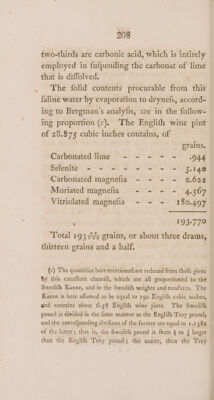 208
two-thirds are carbonic acid, which is intirely
employed in ſuſpending the carbonat of lime
that is diſſolved.
The ſolid contents procurable from this
ſaline water by evaporation to dryneſs, accord-
ing to Bergman's analyſis, are in the follow-
ing proportion (c). The Engliſh wine pint
of 28.875 cubic inches contains, of
grains.
Carbonated lime - - - - - .944
Selenite - - - - - - 5.140
Carbonated magneſia - - - - 2.622
Muriated magneſia - - - - 4.567
Vitriolated magneſia - - - 180.497
193.770
Total 193 grains, or about three drams,
thirteen grains and a half.
(c) The quantities here mentioned are reduced from thoſe given
by this excellent chemiſt, which are all proportioned to the
Swediſh Kanne, and in the Swediſh weights and meaſures. The
Kanne is here aſſumed to be equal to 190 Engliſh cubic inches,
and contains about 6.58 Engliſh wine pints. The Swediſh
pound is divided in the ſame manner as the Engliſh Troy pound,
and the correſponding diviſions of the former are equal to 1.1382
of the latter; that is, the Swediſh pound is from to larger
than the Engliſh Troy pound; the ounce, than the Troy